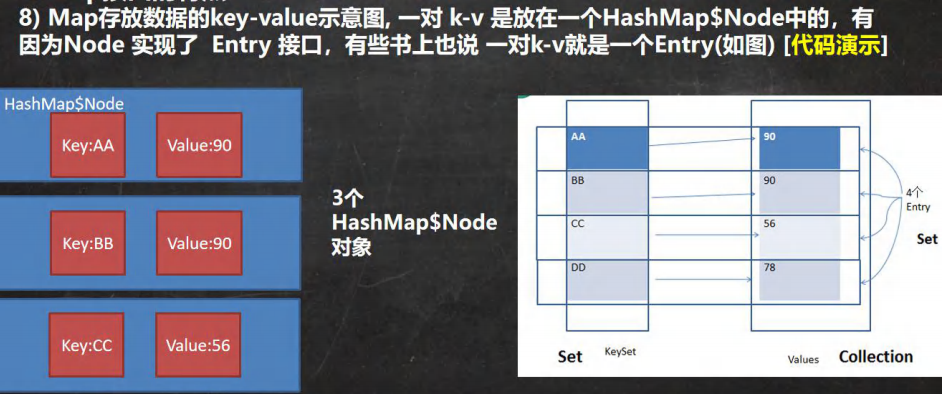 8) Map存放数据的key-value示意图, 一对 k-v 是放在一个HashMap$Node中的，有
因为Node 实现了 Entry 接口，有些书上也说 一对k-v就是一个Entry(如图) [代码演示]
HashMap$Node
Key:AA
Value:90
Key:BB
Value:90
Key:CC
Value:56
3个
HashMap$Node
对象
AA
90
BB
90
CC
56
DD
78
4个
Entry
Set
Set
KeySet
Values
Collection